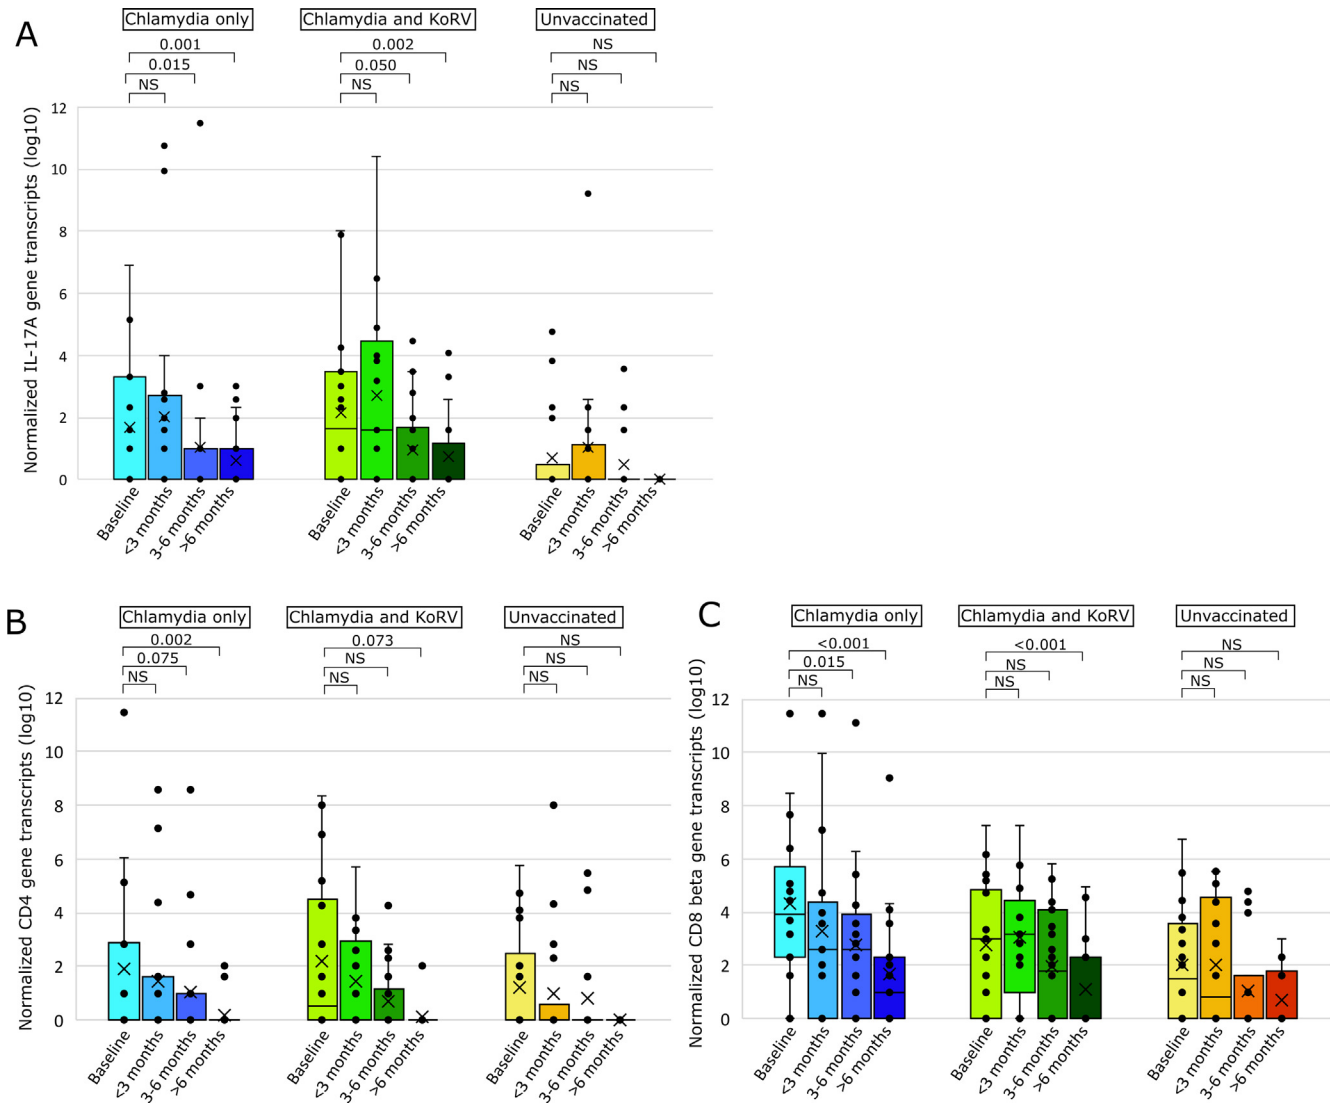 A
Chlamydia only
Chlamydia and KoRV
Unvaccinated
0.001
0.002
NS
0.015
0.050
NS
NS
NS
NS
Normalized IL-17A gene transcripts (log10)
12
10
8
6
4
2
0
Baseline
<3 months
3-6 months
>6 months
Baseline
<3 months
3-6 months
>6 months
Baseline
<3 months
3-6 months
>6 months
B
Chlamydia only
Chlamydia and KoRV
Unvaccinated
0.002
0.073
NS
0.075
NS
NS
NS
NS
NS
Normalized CD4 gene transcripts (log10)
12
10
8
6
4
2
0
Baseline
<3 months
3-6 months
>6 months
Baseline
<3 months
3-6 months
>6 months
Baseline
<3 months
3-6 months
>6 months
C
Chlamydia only
Chlamydia and KoRV
Unvaccinated
<0.001
<0.001
NS
0.015
NS
NS
NS
NS
NS
Normalized CD8 beta gene transcripts (log10)
12
10
8
6
4
2
0
Baseline
<3 months
3-6 months
>6 months
Baseline
<3 months
3-6 months
>6 months
Baseline
<3 months
3-6 months
>6 months